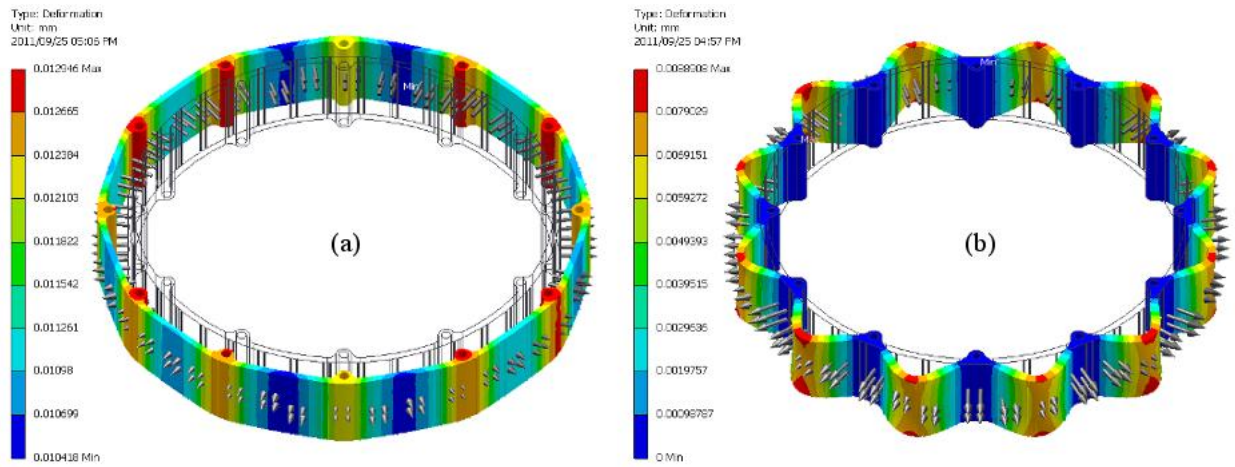 Type: Deformation
Unit: mm
2011/09/25 05:06 PM
0.012946 Max
0.012665
0.012384
0.012103
0.011822
0.011542
0.011261
0.01098
0.010699
0.010418 Min
Min
(a)
Type: Deformation
Unit: mm
2011/09/25 04:57 PM
0.0088908 Max
0.0079029
0.0069151
0.0059272
0.0049393
0.0039515
0.0029636
0.0019757
0.00098787
0 Min
Min
Min
(b)